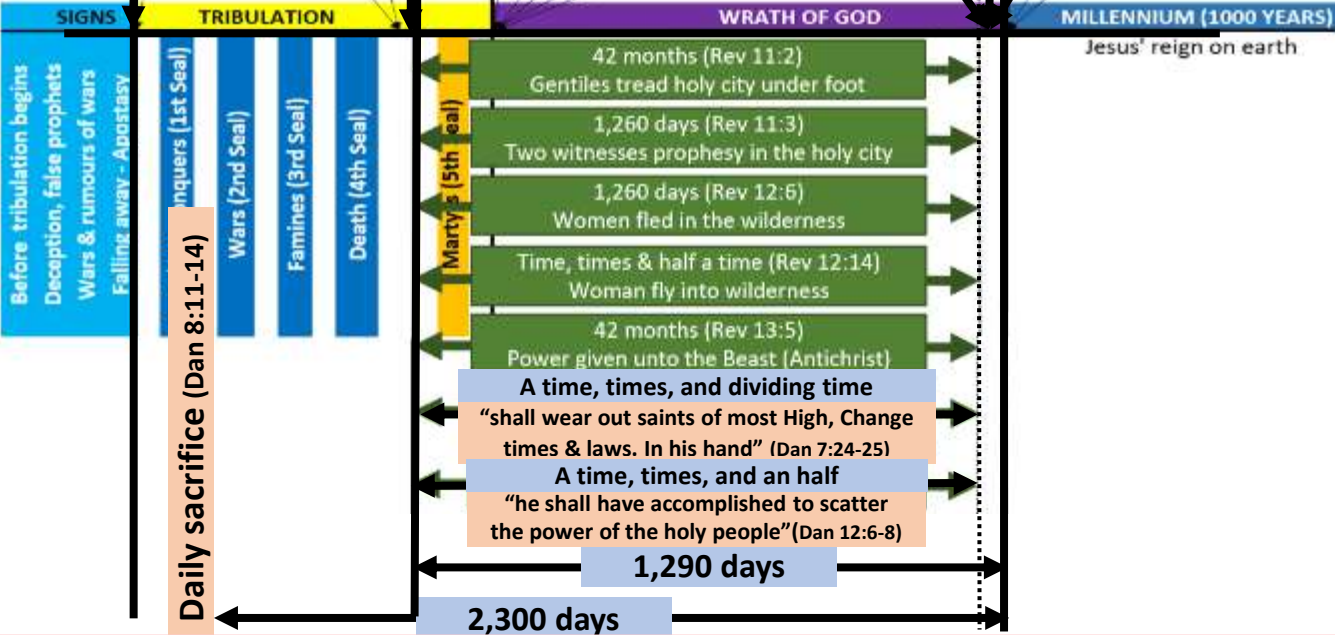 SIGNS
TRIBULATION
WRATH OF GOD
MILLENNIUM (1000 YEARS)
Jesus' reign on earth
Before tribulation begins
Deception, false prophets
Wars & rumours of wars
Falling away - Apostasy
nquers (1st Seal)
Wars (2nd Seal)
Famines (3rd Seal)
Death (4th Seal)
Daily sacrifice (Dan 8:11-14)
42 months (Rev 11:2)
Gentiles tread holy city under foot
1,260 days (Rev 11:3)
Two witnesses prophesy in the holy city
1,260 days (Rev 12:6)
Women fled in the wilderness
Time, times & half a time (Rev 12:14)
Woman fly into wilderness
42 months (Rev 13:5)
Power given unto the Beast (Antichrist)
A time, times, and dividing time
“shall wear out saints of most High, Change
times & laws. In his hand” (Dan 7:24-25)
A time, times, and an half
“he shall have accomplished to scatter
the power of the holy people”(Dan 12:6-8)
1,290 days
2,300 days